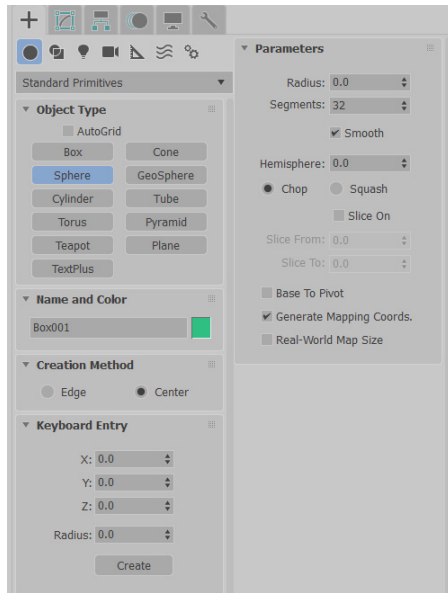 Standard Primitives
Object Type
AutoGrid
Box Cone
Sphere GeoSphere
Cylinder Tube
Torus Pyramid
Teapot Plane
TextPlus
Name and Color
Box001
Creation Method
Edge Center
Keyboard Entry
X: 0.0
Y: 0.0
Z: 0.0
Radius: 0.0
Create
Parameters
Radius: 0.0
Segments: 32
Smooth
Hemisphere: 0.0
Chop Squash
Slice On
Slice From: 0.0
Slice To: 0.0
Base To Pivot
Generate Mapping Coords.
Real-World Map Size